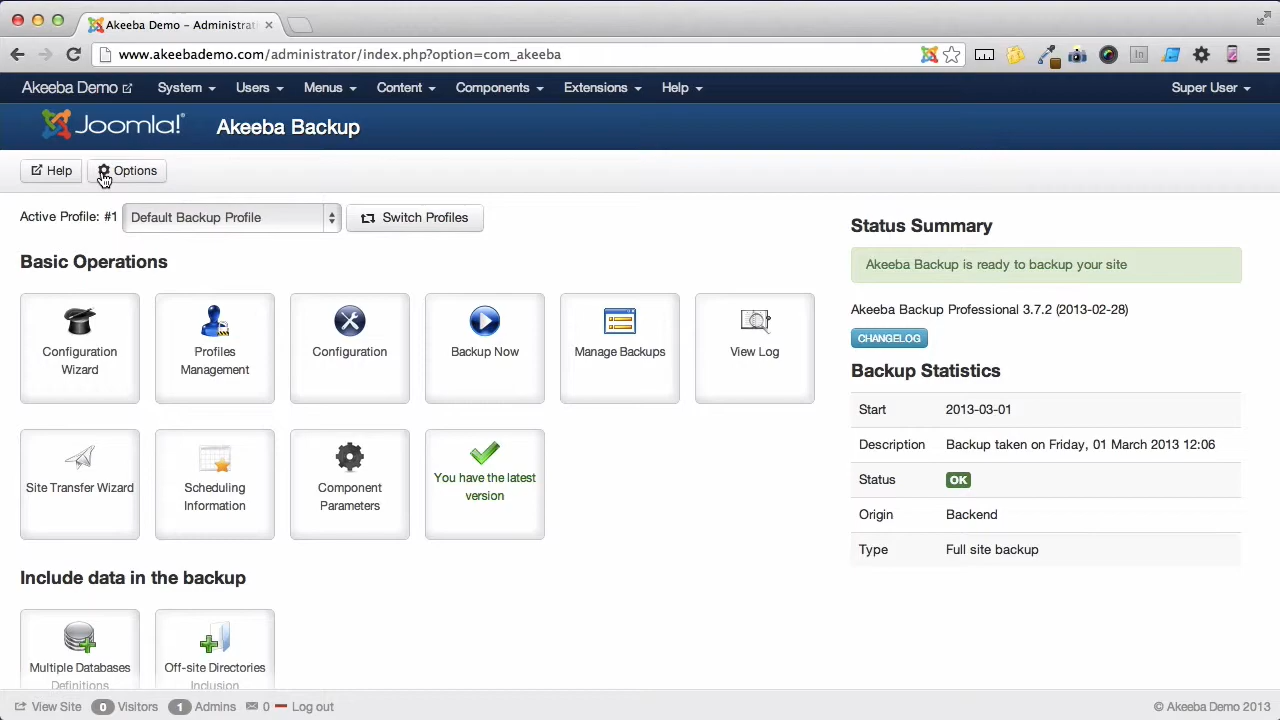 Akeeba Demo – Administrat
www.akeebademo.com/administrator/index.php?option=com_akeeba
In
Akeeba Demo System Users Menus Content Components Extensions Help Super User
Joomla!® Akeeba Backup
Help Options
Active Profile: #1 Default Backup Profile Switch Profiles
Basic Operations
Configuration Wizard
Profiles Management
Configuration
Backup Now
Manage Backups
View Log
Site Transfer Wizard
Scheduling Information
Component Parameters
You have the latest version
Include data in the backup
Multiple Databases Definitions
Off-site Directories Inclusion
Status Summary
Akeeba Backup is ready to backup your site
Akeeba Backup Professional 3.7.2 (2013-02-28)
CHANGELOG
Backup Statistics
Start 2013-03-01
Description Backup taken on Friday, 01 March 2013 12:06
Status OK
Origin Backend
Type Full site backup
View Site 0 Visitors 1 Admins 0 Log out © Akeeba Demo 2013